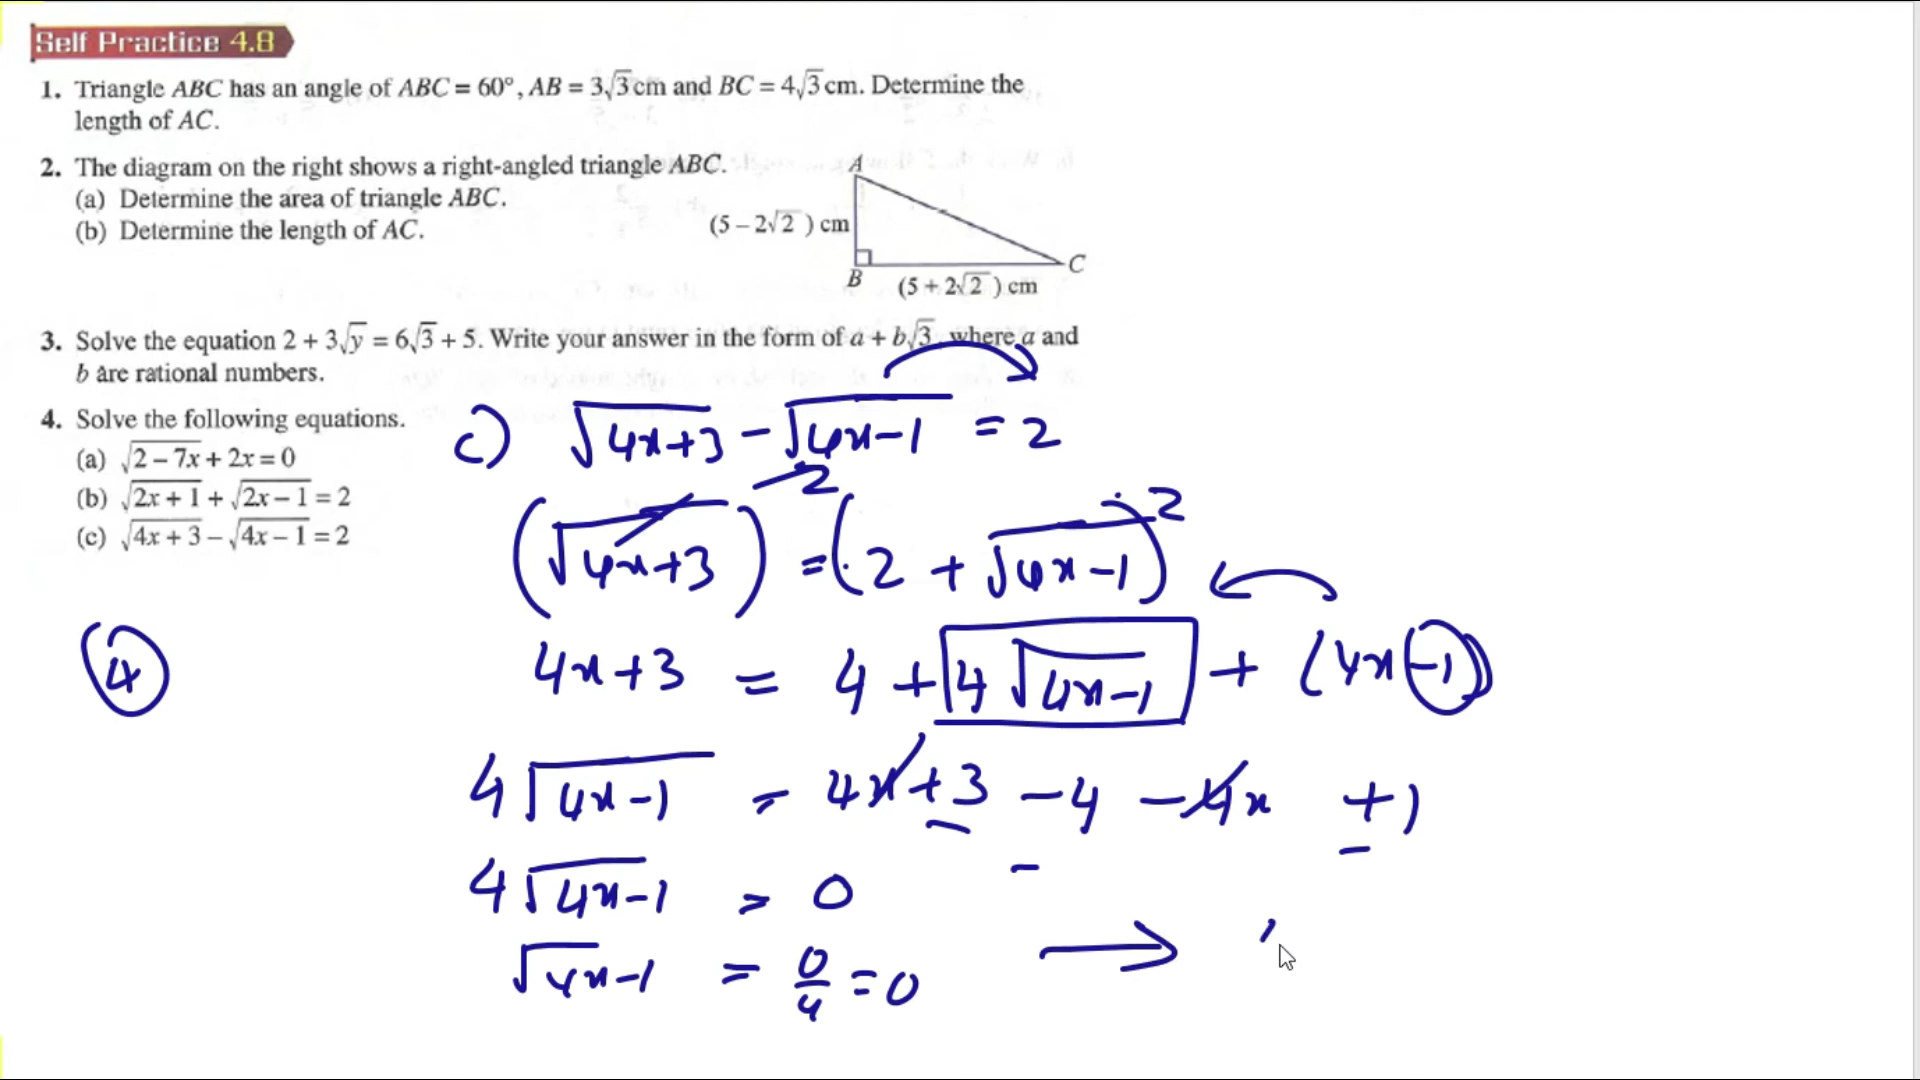 Self Practice 4.8
1. Triangle ABC has an angle of ABC = 60°, AB = 3√3 cm and BC = 4√3 cm. Determine the
length of AC.
2. The diagram on the right shows a right-angled triangle ABC.
(a) Determine the area of triangle ABC.
(b) Determine the length of AC.
A
(5 – 2√2 ) cm
B
C
(5 + 2√2 ) cm
3. Solve the equation 2 + 3√y = 6√3 + 5. Write your answer in the form of a + b√3, where a and
b are rational numbers.
4. Solve the following equations.
(a) √(2 – 7x) + 2x = 0
(b) √(2x + 1) + √(2x – 1) = 2
(c) √(4x + 3) – √(4x – 1) = 2
4
c) √(4x+3) - √(4x-1) = 2
(√(4x+3))² = (2 + √(4x-1))²
4x+3 = 4 + 4√(4x-1) + (4x-1)
4√(4x-1) = 4x+3 -4 -4x +1
4√(4x-1) = 0
√(4x-1) = 0/4 = 0 →